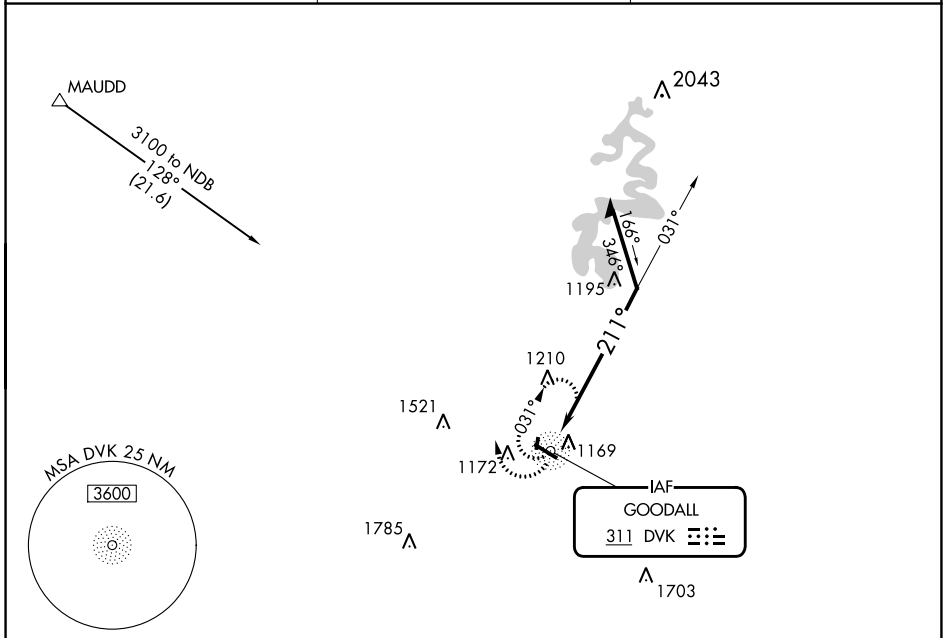 MAUDD
3100 to NDB
128°
(21.6)
2043
031°
166°
346°
1195
211°
1210
031°
1521
1169
1172
MSA DVK 25 NM
3600
IAF
GOODALL
311 DVK
1785
1703